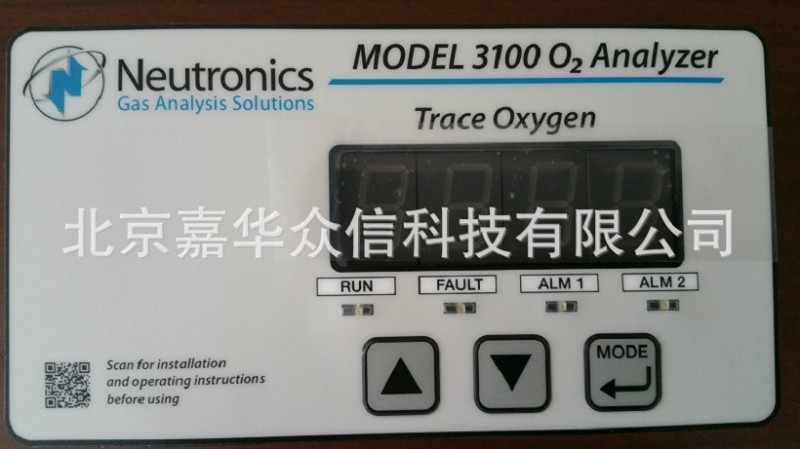 Neutronics
Gas Analysis Solutions
MODEL 3100 O₂ Analyzer
Trace Oxygen
北京嘉华众信科技有限公司
RUN
FAULT
ALM 1
ALM 2
MODE
Scan for installation
and operating instructions
before using